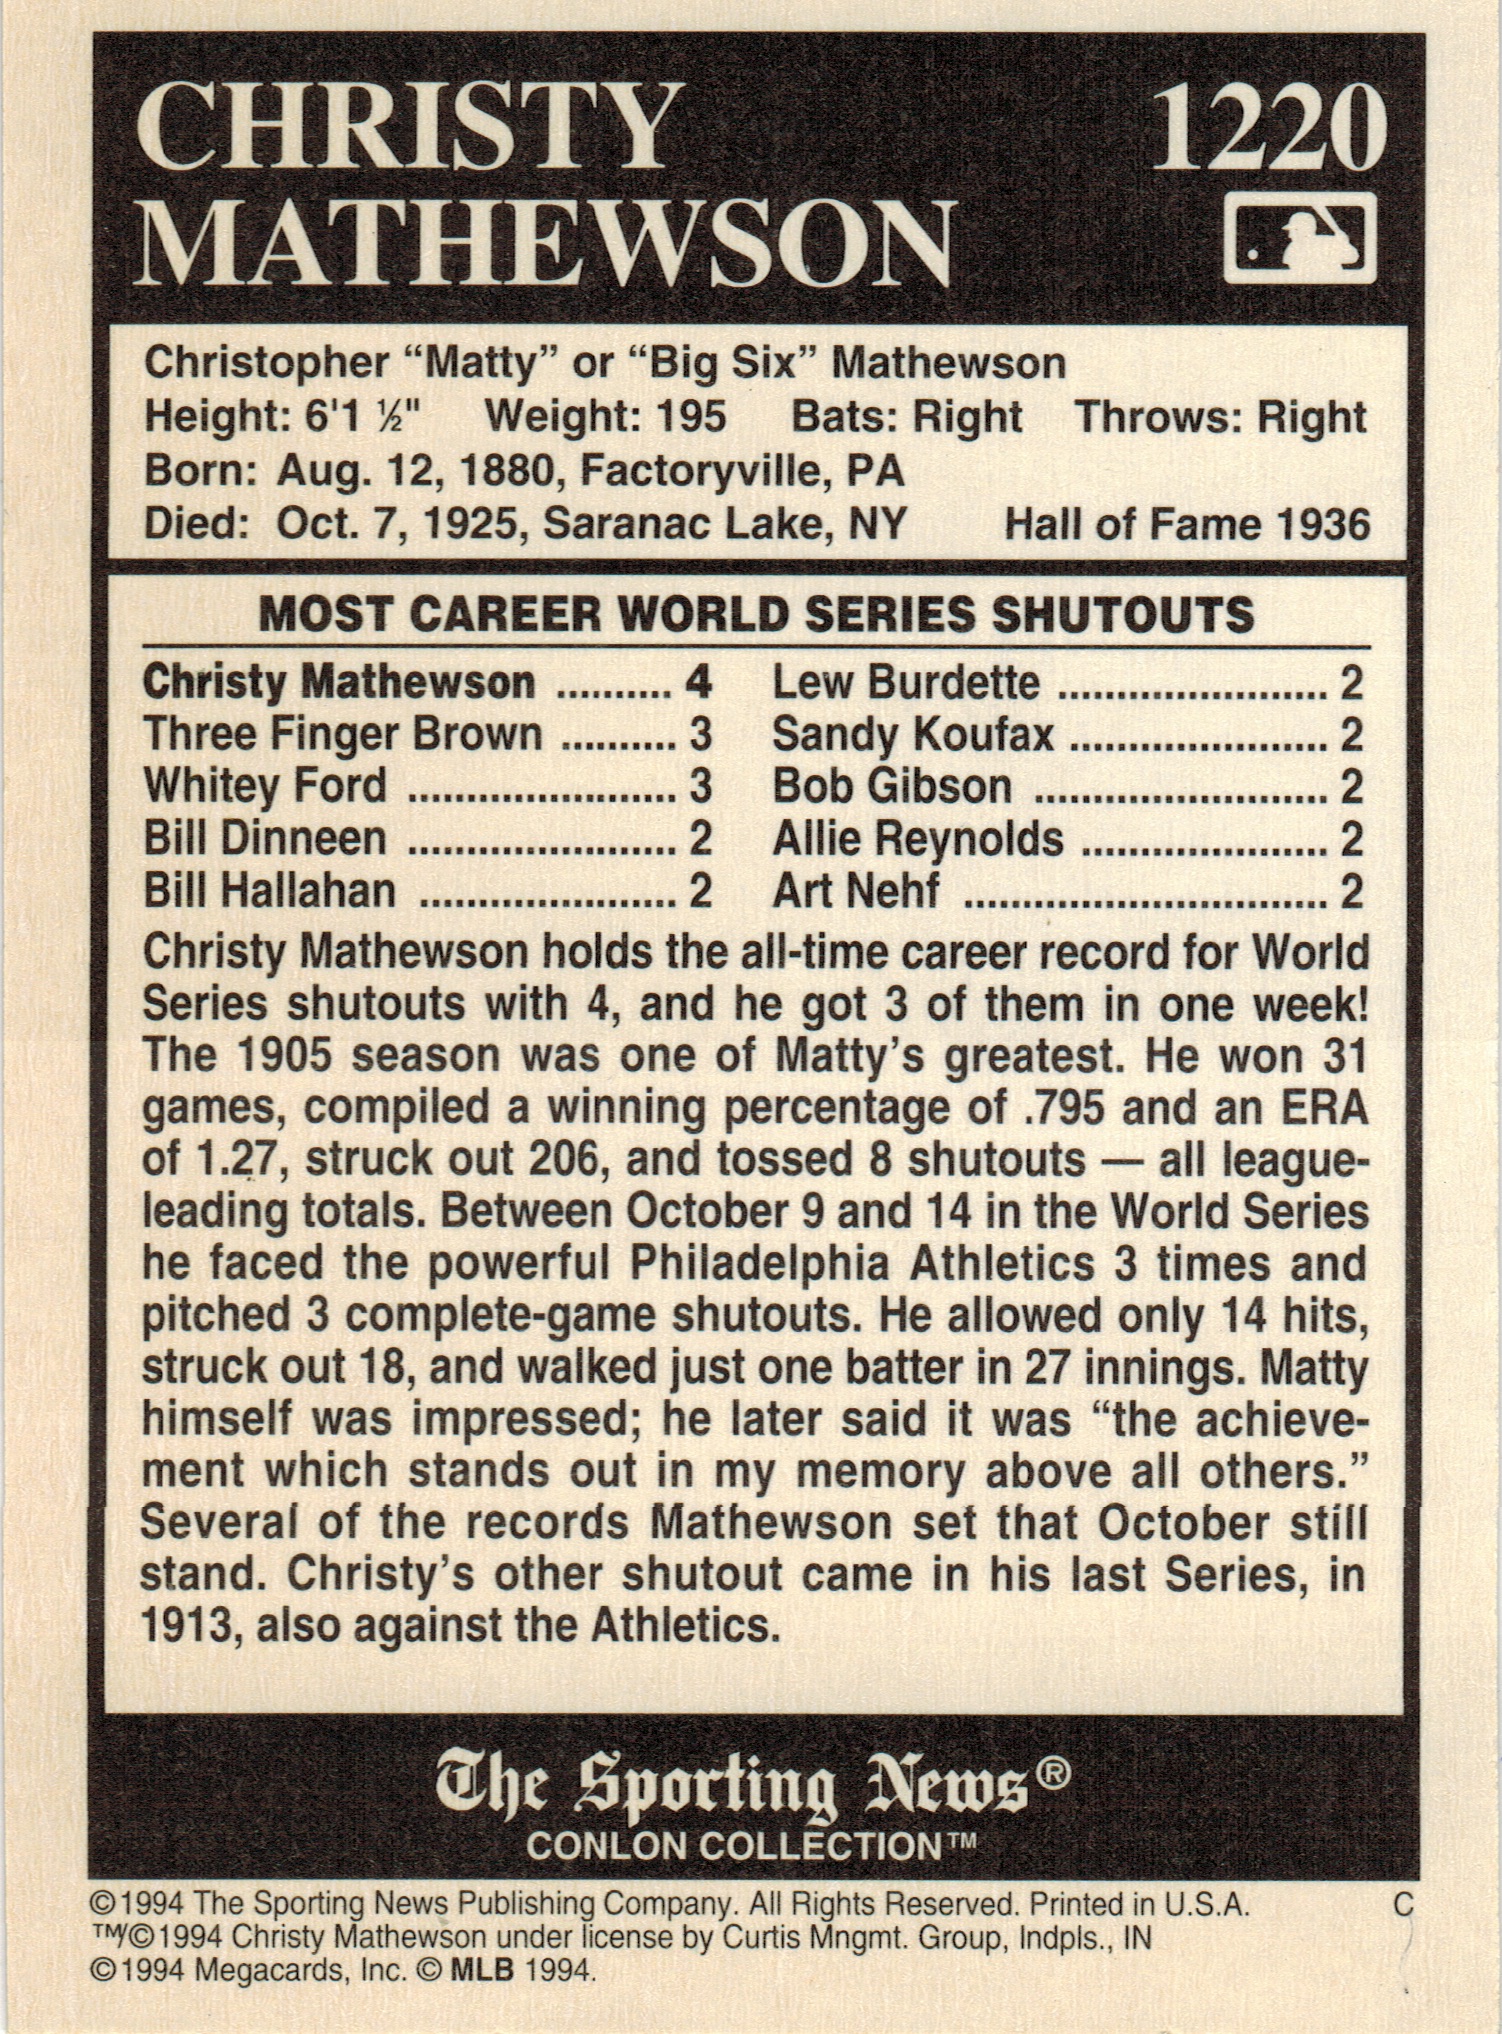 CHRISTY 1220
MATHEWSON
Christopher “Matty” or “Big Six” Mathewson
Height: 6'1 ½" Weight: 195 Bats: Right Throws: Right
Born: Aug. 12, 1880, Factoryville, PA
Died: Oct. 7, 1925, Saranac Lake, NY Hall of Fame 1936
MOST CAREER WORLD SERIES SHUTOUTS
Christy Mathewson .......... 4 Lew Burdette ....................... 2
Three Finger Brown .......... 3 Sandy Koufax ...................... 2
Whitey Ford ....................... 3 Bob Gibson ......................... 2
Bill Dinneen ....................... 2 Allie Reynolds ..................... 2
Bill Hallahan ...................... 2 Art Nehf ............................... 2
Christy Mathewson holds the all-time career record for World
Series shutouts with 4, and he got 3 of them in one week!
The 1905 season was one of Matty’s greatest. He won 31
games, compiled a winning percentage of .795 and an ERA
of 1.27, struck out 206, and tossed 8 shutouts — all league-
leading totals. Between October 9 and 14 in the World Series
he faced the powerful Philadelphia Athletics 3 times and
pitched 3 complete-game shutouts. He allowed only 14 hits,
struck out 18, and walked just one batter in 27 innings. Matty
himself was impressed; he later said it was “the achieve-
ment which stands out in my memory above all others.”
Several of the records Mathewson set that October still
stand. Christy’s other shutout came in his last Series, in
1913, also against the Athletics.
The Sporting News®
CONLON COLLECTION™
©1994 The Sporting News Publishing Company. All Rights Reserved. Printed in U.S.A. C
™/©1994 Christy Mathewson under license by Curtis Mngmt. Group, Indpls., IN
©1994 Megacards, Inc. © MLB 1994.